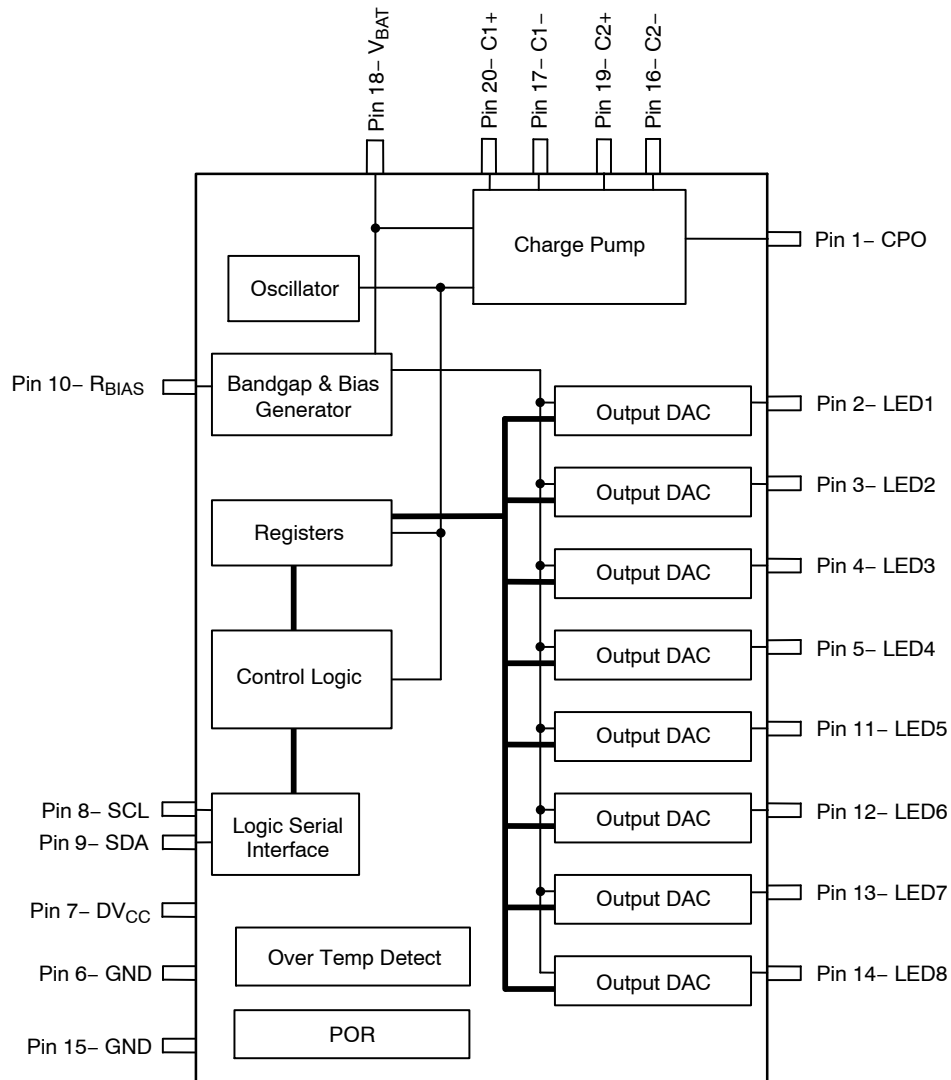 Pin 18– VBAT
Pin 20– C1+
Pin 17– C1–
Pin 19– C2+
Pin 16– C2–
Charge Pump
Pin 1– CPO
Oscillator
Pin 10– RBIAS
Bandgap & Bias
Generator
Output DAC
Pin 2– LED1
Output DAC
Pin 3– LED2
Registers
Output DAC
Pin 4– LED3
Control Logic
Output DAC
Pin 5– LED4
Output DAC
Pin 11– LED5
Pin 8– SCL
Pin 9– SDA
Logic Serial
Interface
Output DAC
Pin 12– LED6
Output DAC
Pin 13– LED7
Pin 7– DVCC
Over Temp Detect
Pin 6– GND
Output DAC
Pin 14– LED8
POR
Pin 15– GND